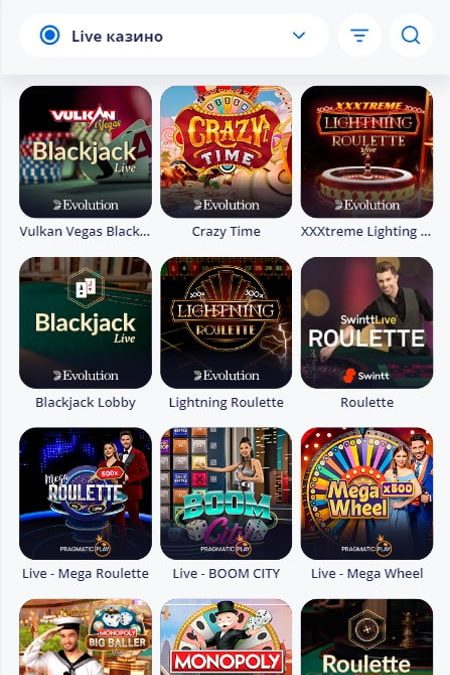 Live казино
VULKAN
Vegas
Blackjack
Live
Evolution
CRAZY
TIME
Evolution
XXXTREME
LIGHTNING
ROULETTE
Live
Evolution
Vulkan Vegas Black...
Crazy Time
XXXtreme Lighting ...
Blackjack
Live
Evolution
500x 300x
LIGHTNING
ROULETTE
Evolution
SwinttLive
ROULETTE
Swintt
Blackjack Lobby
Lightning Roulette
Roulette
Mega
500x
ROULETTE
PRAGMATIC PLAY
BOOM
City
PRAGMATIC PLAY
Mega x500
Wheel
PRAGMATIC PLAY
Live - Mega Roulette
Live - BOOM CITY
Live - Mega Wheel
MONOPOLY
BIG BALLER
MONOPOLY
Roulette